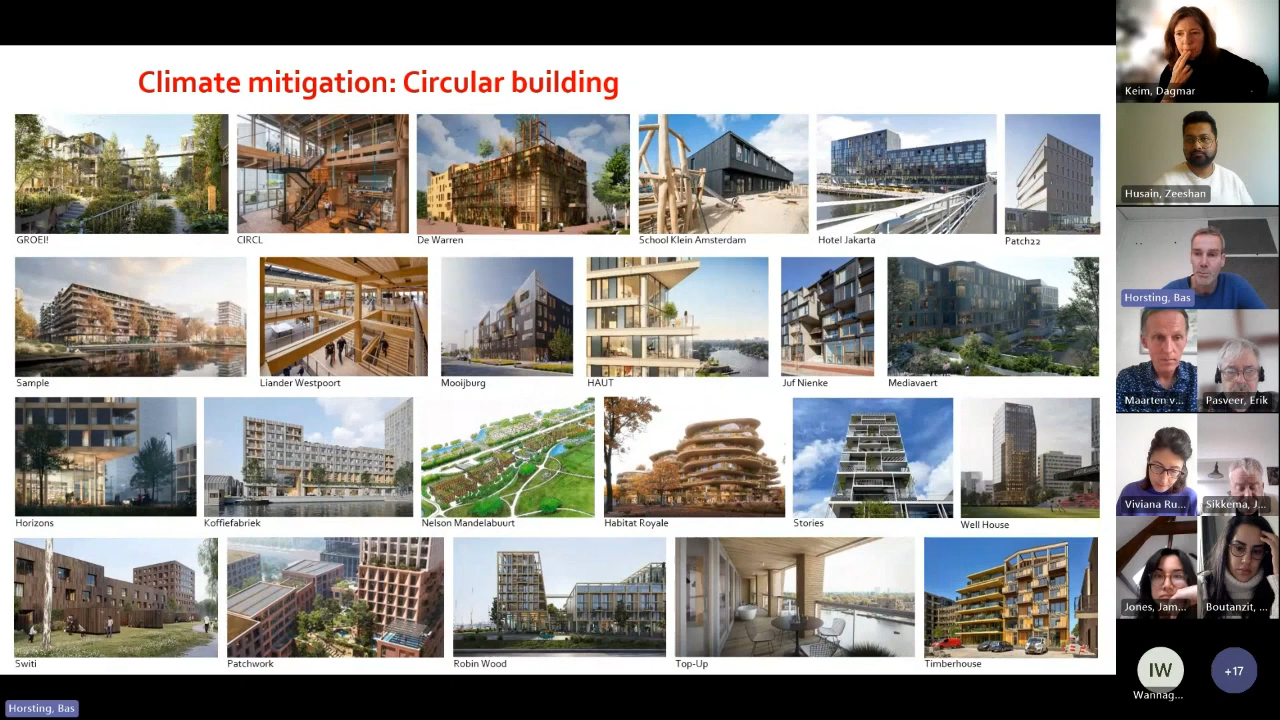 Climate mitigation: Circular building
GROEI!
CIRCL
De Warren
School Klein Amsterdam
Hotel Jakarta
Patch22
Sample
Liander Westpoort
Mooijburg
HAUT
Juf Nienke
Mediavaert
Horizons
Koffiefabriek
Nelson Mandelabuurt
Habitat Royale
Stories
Well House
Switi
Patchwork
Robin Wood
Top-Up
Timberhouse
Keim, Dagmar
Husain, Zeeshan
Horsting, Bas
Maarten v...
Pasveer, Erik
Viviana Ru...
Sikkema, J...
Jones, Jam...
Boutanzit, ...
IW
+17
Wannag...
Horsting, Bas